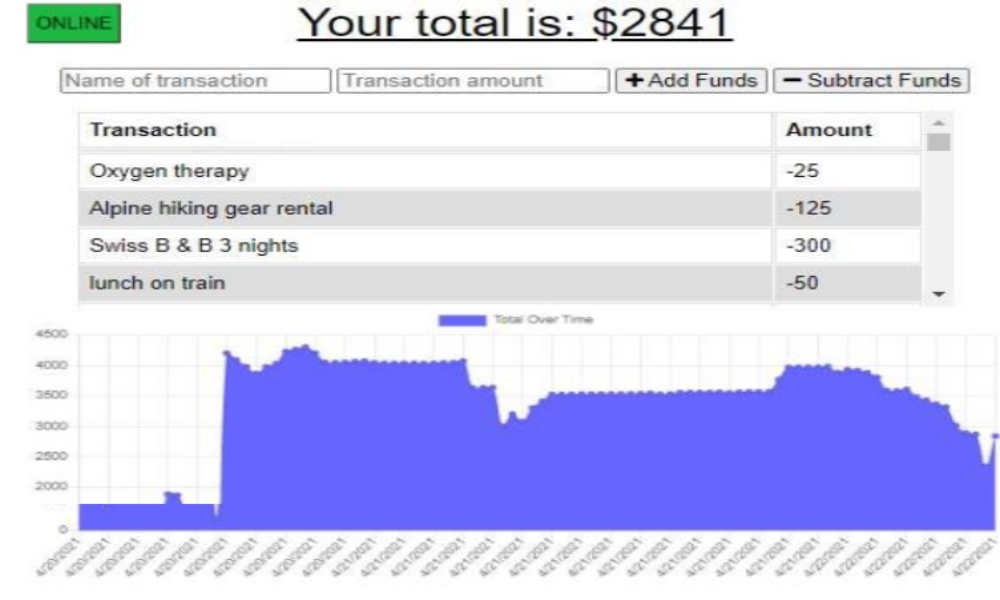 ONLINE
Your total is: $2841
Name of transaction Transaction amount + Add Funds − Subtract Funds
Transaction Amount
Oxygen therapy -25
Alpine hiking gear rental -125
Swiss B & B 3 nights -300
lunch on train -50
Total Over Time
4500
4000
3500
3000
2500
2000
0
4/20/2021 4/20/2021 4/20/2021 4/20/2021 4/20/2021 4/20/2021 4/20/2021 4/20/2021 4/20/2021 4/21/2021 4/21/2021 4/21/2021 4/21/2021 4/21/2021 4/21/2021 4/21/2021 4/21/2021 4/21/2021 4/21/2021 4/21/2021 4/21/2021 4/21/2021 4/21/2021 4/21/2021 4/21/2021 4/22/2021 4/22/2021 4/22/2021 4/22/2021 4/22/2021 4/22/2021 4/22/2021